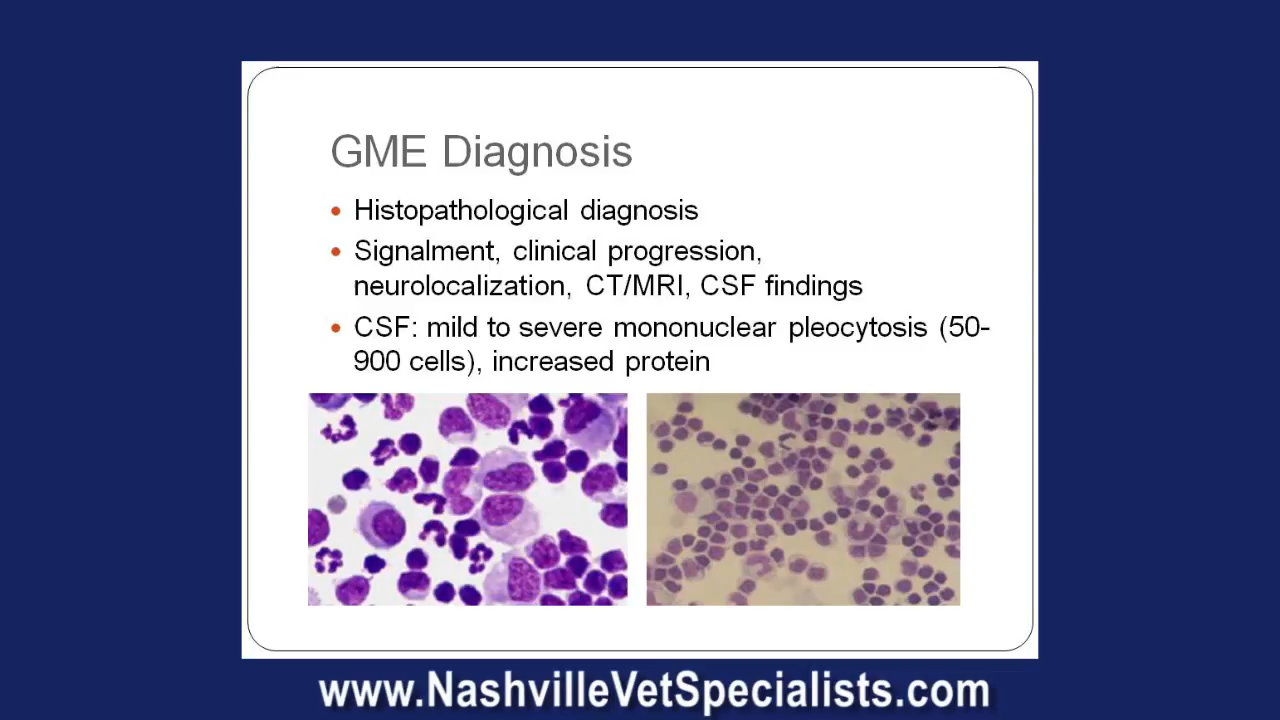 GME Diagnosis
• Histopathological diagnosis
• Signalment, clinical progression,
neurolocalization, CT/MRI, CSF findings
• CSF: mild to severe mononuclear pleocytosis (50-
900 cells), increased protein
www.NashvilleVetSpecialists.com